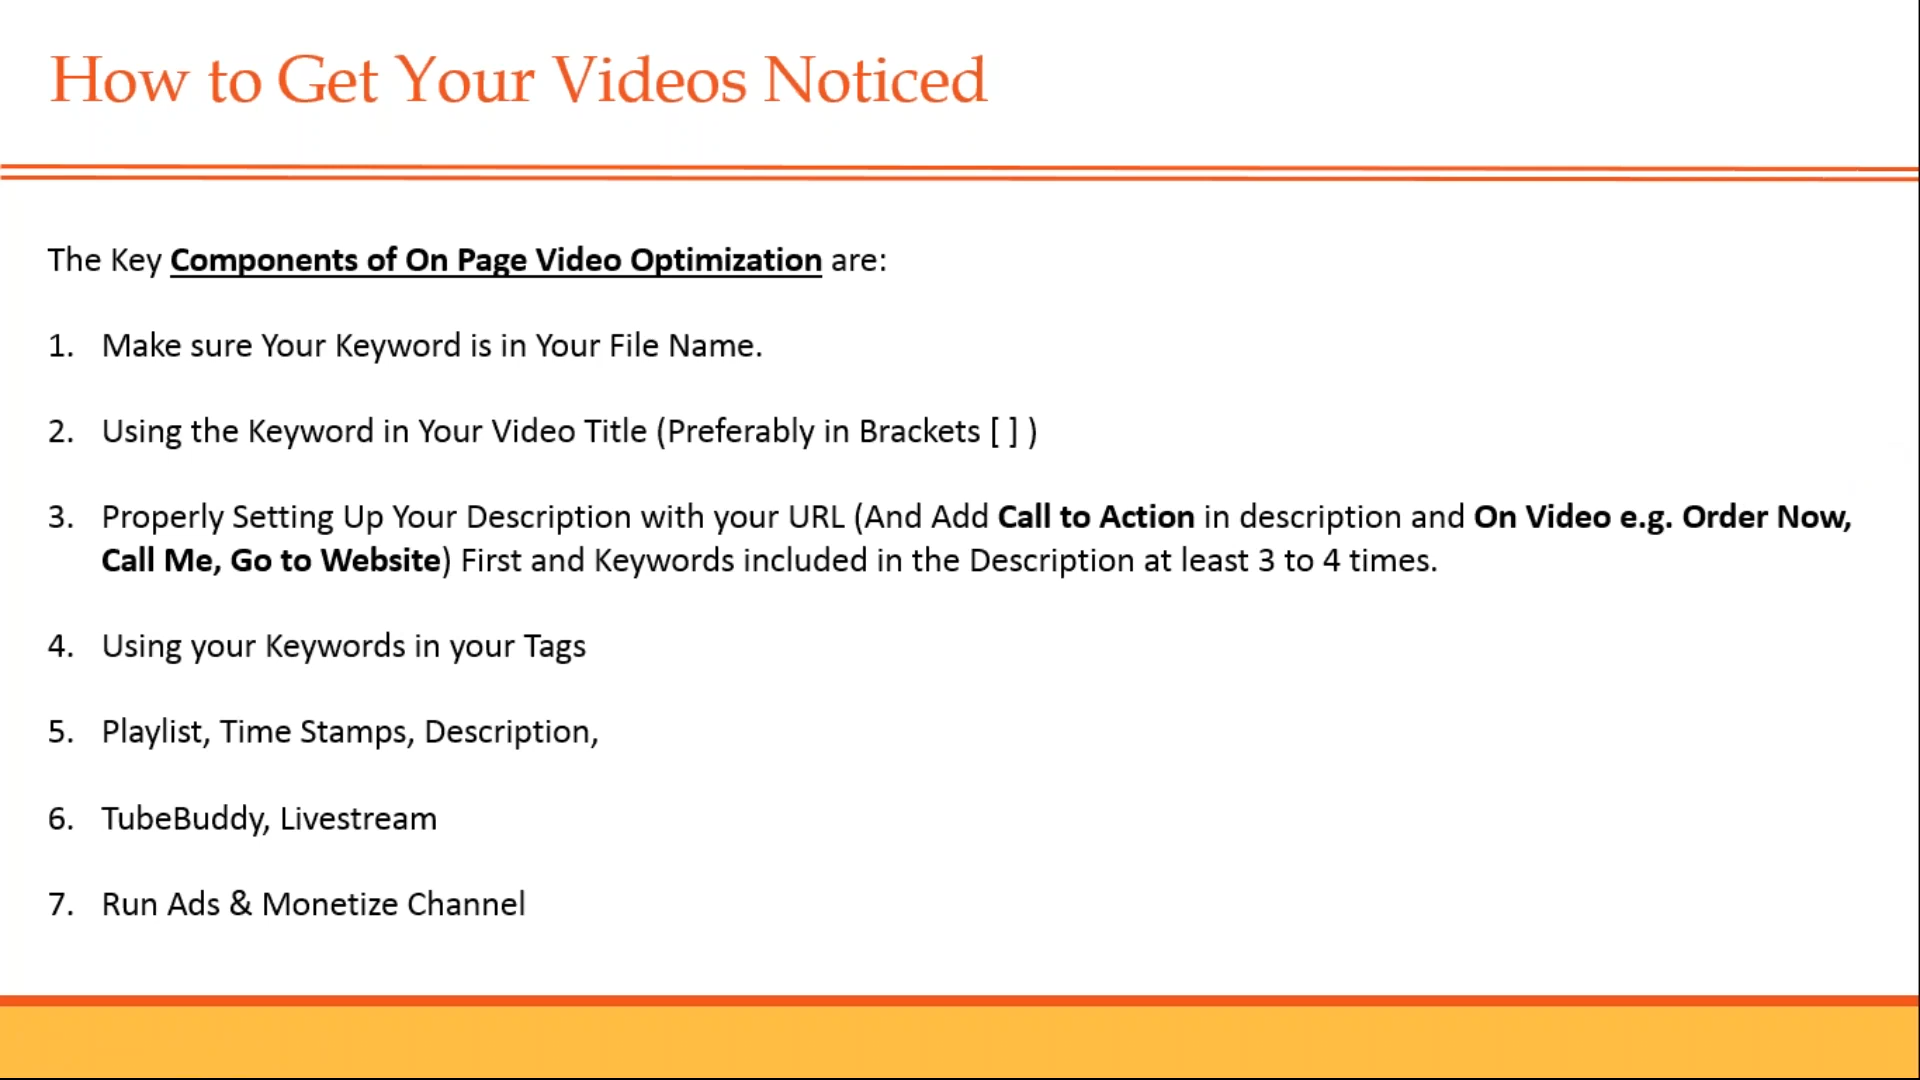 How to Get Your Videos Noticed
The Key Components of On Page Video Optimization are:
1. Make sure Your Keyword is in Your File Name.
2. Using the Keyword in Your Video Title (Preferably in Brackets [ ] )
3. Properly Setting Up Your Description with your URL (And Add Call to Action in description and On Video e.g. Order Now,
Call Me, Go to Website) First and Keywords included in the Description at least 3 to 4 times.
4. Using your Keywords in your Tags
5. Playlist, Time Stamps, Description,
6. TubeBuddy, Livestream
7. Run Ads & Monetize Channel